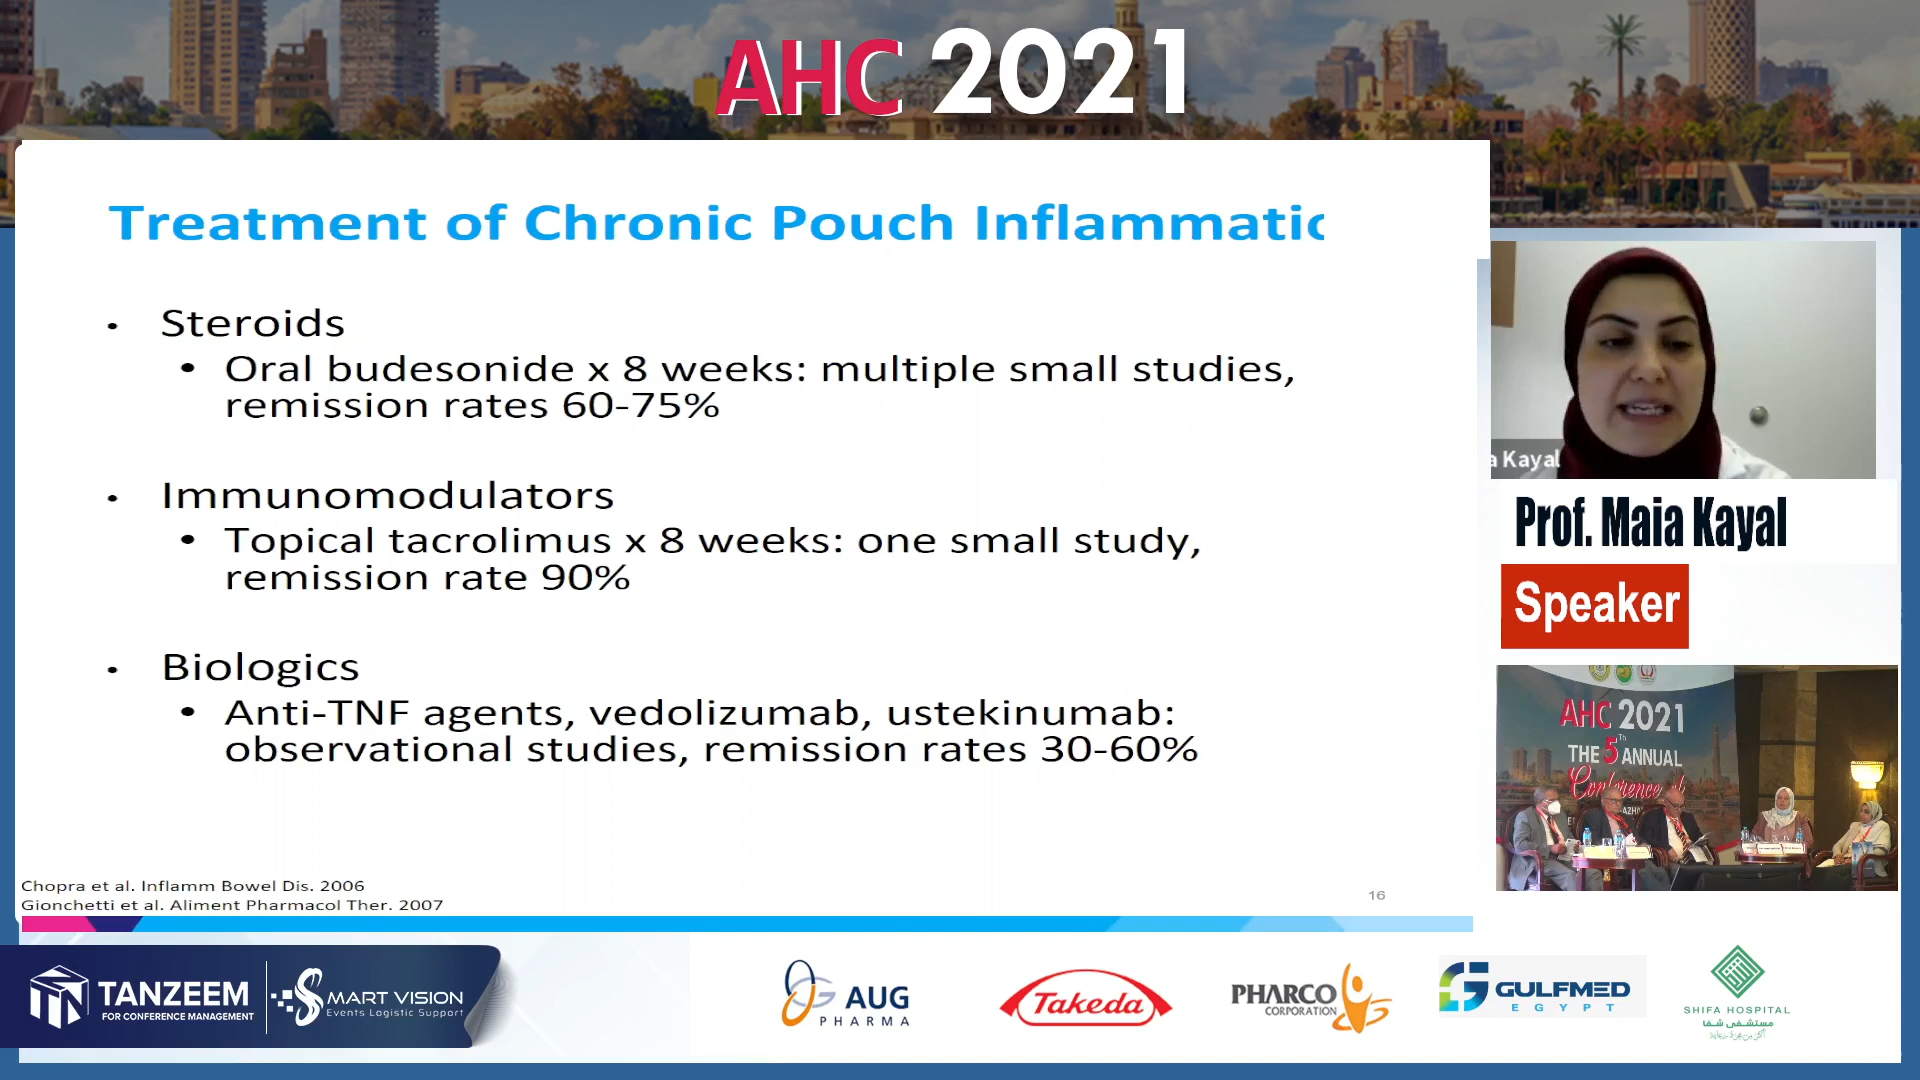 AHC 2021
Treatment of Chronic Pouch Inflammatic
• Steroids
• Oral budesonide x 8 weeks: multiple small studies,
remission rates 60-75%
• Immunomodulators
• Topical tacrolimus x 8 weeks: one small study,
remission rate 90%
• Biologics
• Anti-TNF agents, vedolizumab, ustekinumab:
observational studies, remission rates 30-60%
Chopra et al. Inflamm Bowel Dis. 2006
Gionchetti et al. Aliment Pharmacol Ther. 2007
16
a Kayal
Prof. Maia Kayal
Speaker
AHC 2021
THE 5Th ANNUAL
Conference of
TANZEEM
FOR CONFERENCE MANAGEMENT
SMART VISION
Events Logistic Support
AUG
PHARMA
Takeda
PHARCO
CORPORATION
GULFMED
EGYPT
SHIFA HOSPITAL
مستشفى شفا